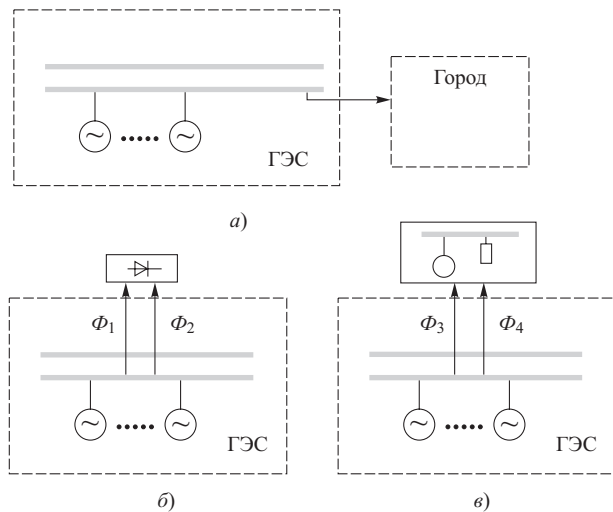 Город
ГЭС
а)
Ф1 Ф2
ГЭС
б)
Ф3 Ф4
ГЭС
в)